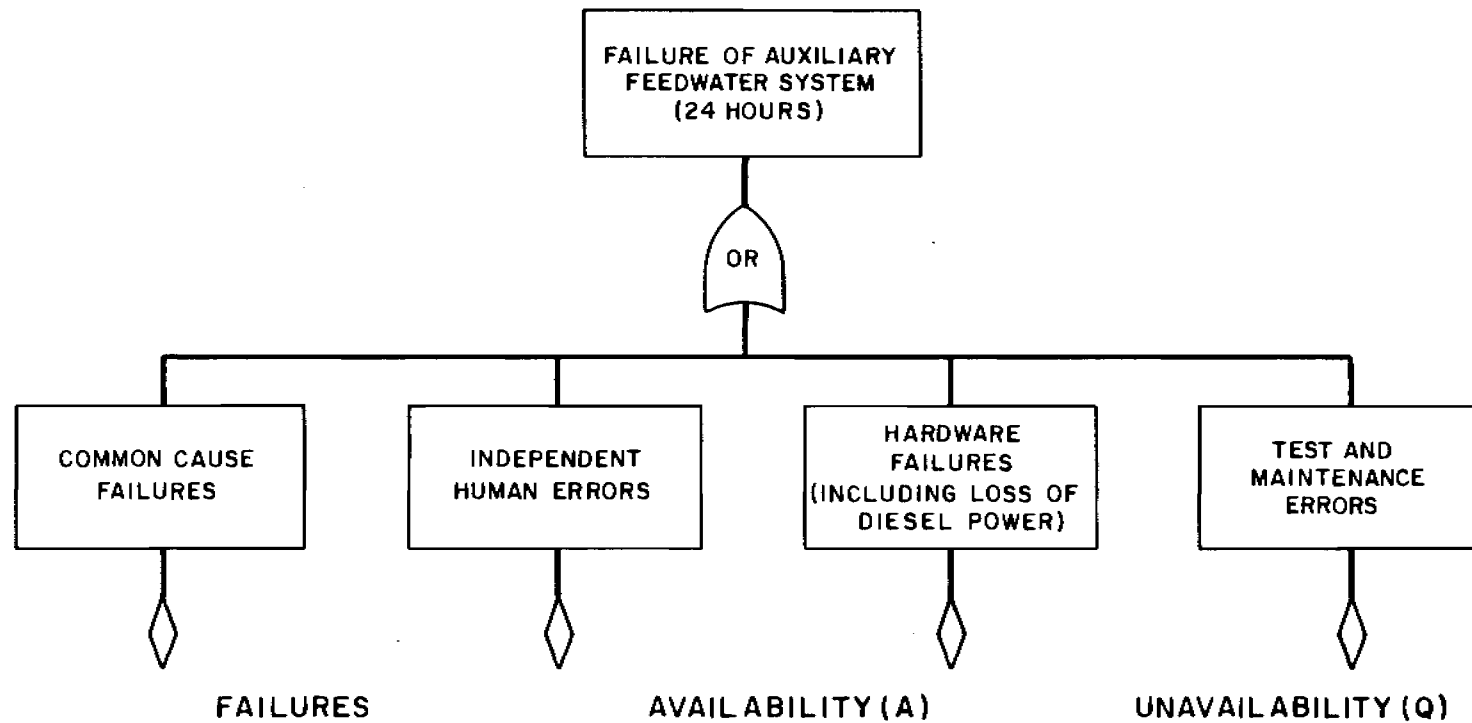 FAILURE OF AUXILIARY
FEEDWATER SYSTEM
(24 HOURS)
OR
COMMON CAUSE
FAILURES
INDEPENDENT
HUMAN ERRORS
HARDWARE
FAILURES
(INCLUDING LOSS OF
DIESEL POWER)
TEST AND
MAINTENANCE
ERRORS
FAILURES AVAILABILITY (A) UNAVAILABILITY (Q)